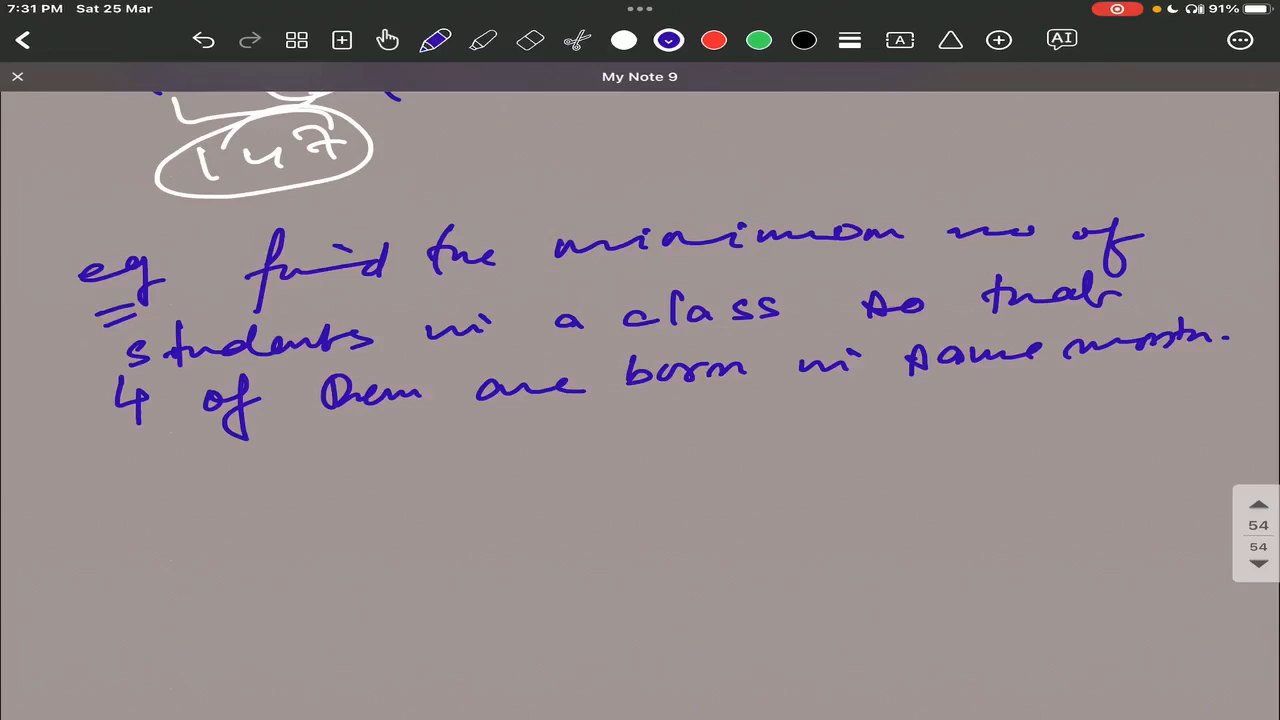 7:31 PM Sat 25 Mar
91%
A
AI
My Note 9
147
eg find the minimum no of
students in a class so that
4 of them are born in same month.
54
54